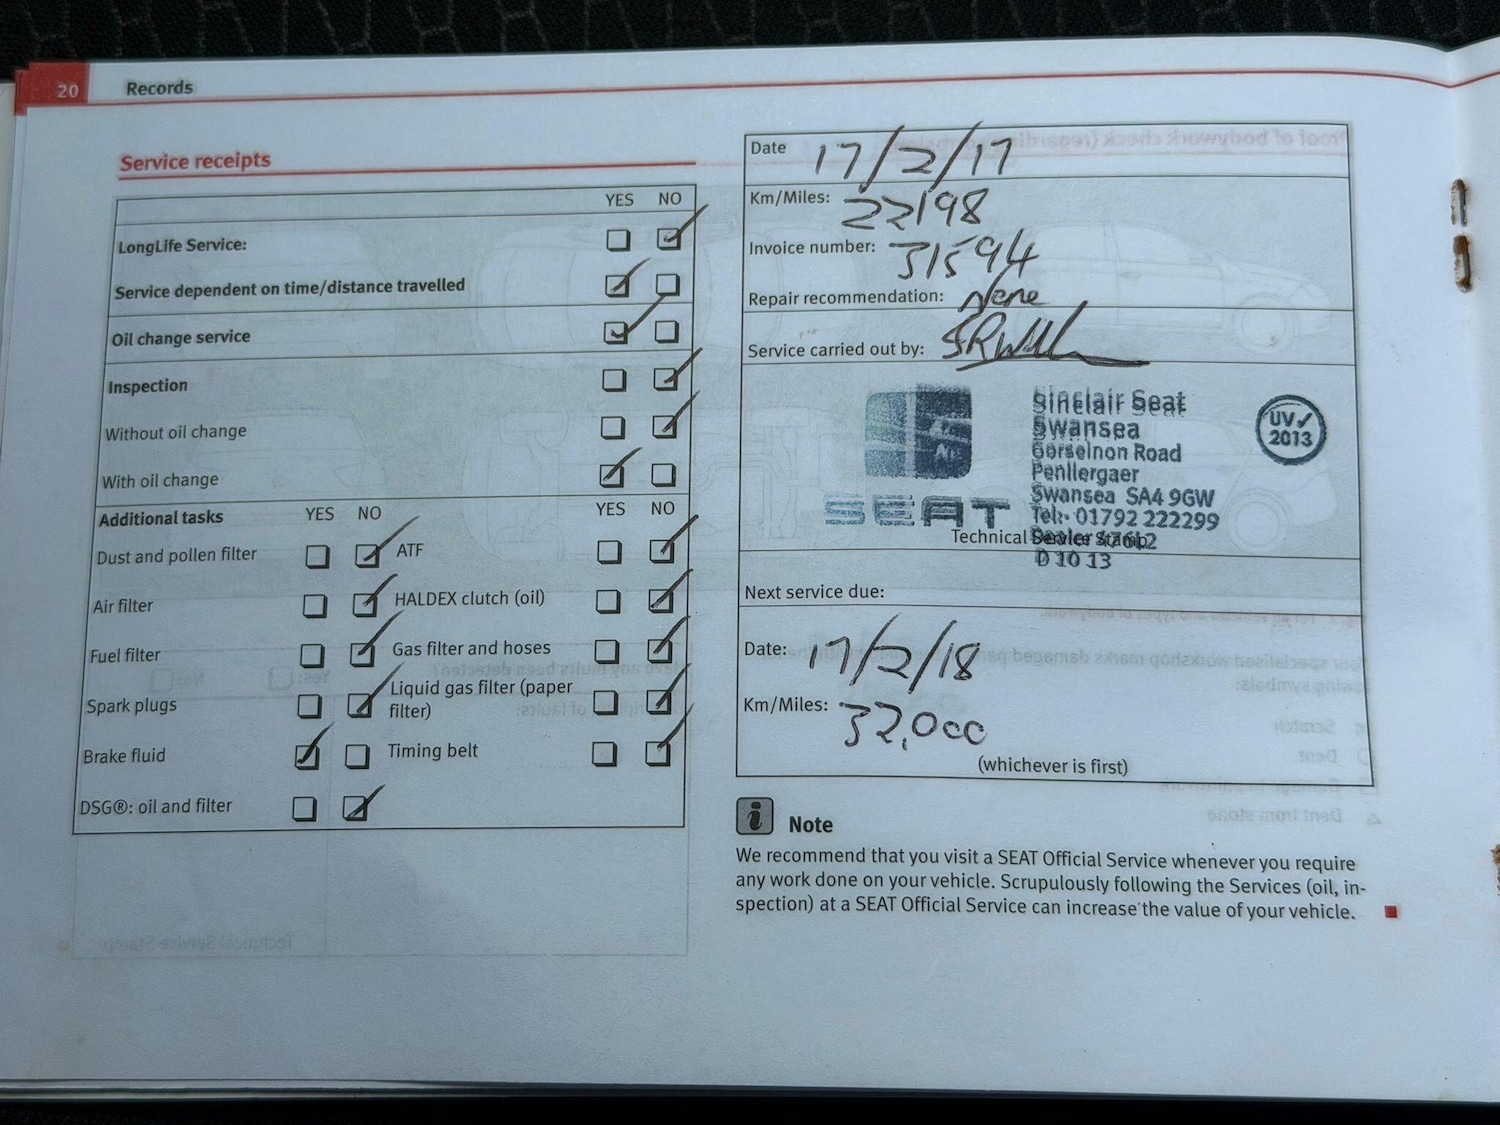 20 Records
Service receipts
YES NO
LongLife Service:
Service dependent on time/distance travelled
Oil change service
Inspection
Without oil change
With oil change
Additional tasks YES NO YES NO
Dust and pollen filter ATF
Air filter HALDEX clutch (oil)
Fuel filter Gas filter and hoses
Spark plugs Liquid gas filter (paper
filter)
Brake fluid Timing belt
DSG®: oil and filter
Date 17/2/17
Km/Miles: 22198
Invoice number: 31594
Repair recommendation: None
Service carried out by:
SEAT
Sinclair Seat
Swansea
Gorseinon Road
Penllergaer
Swansea SA4 9GW
Tel:- 01792 222299
Technical Service Stamp
Dealer
D 10 13
UV✓
2013
Next service due:
Date: 17/2/18
Km/Miles: 32,000
(whichever is first)
i Note
We recommend that you visit a SEAT Official Service whenever you require
any work done on your vehicle. Scrupulously following the Services (oil, in-
spection) at a SEAT Official Service can increase the value of your vehicle.